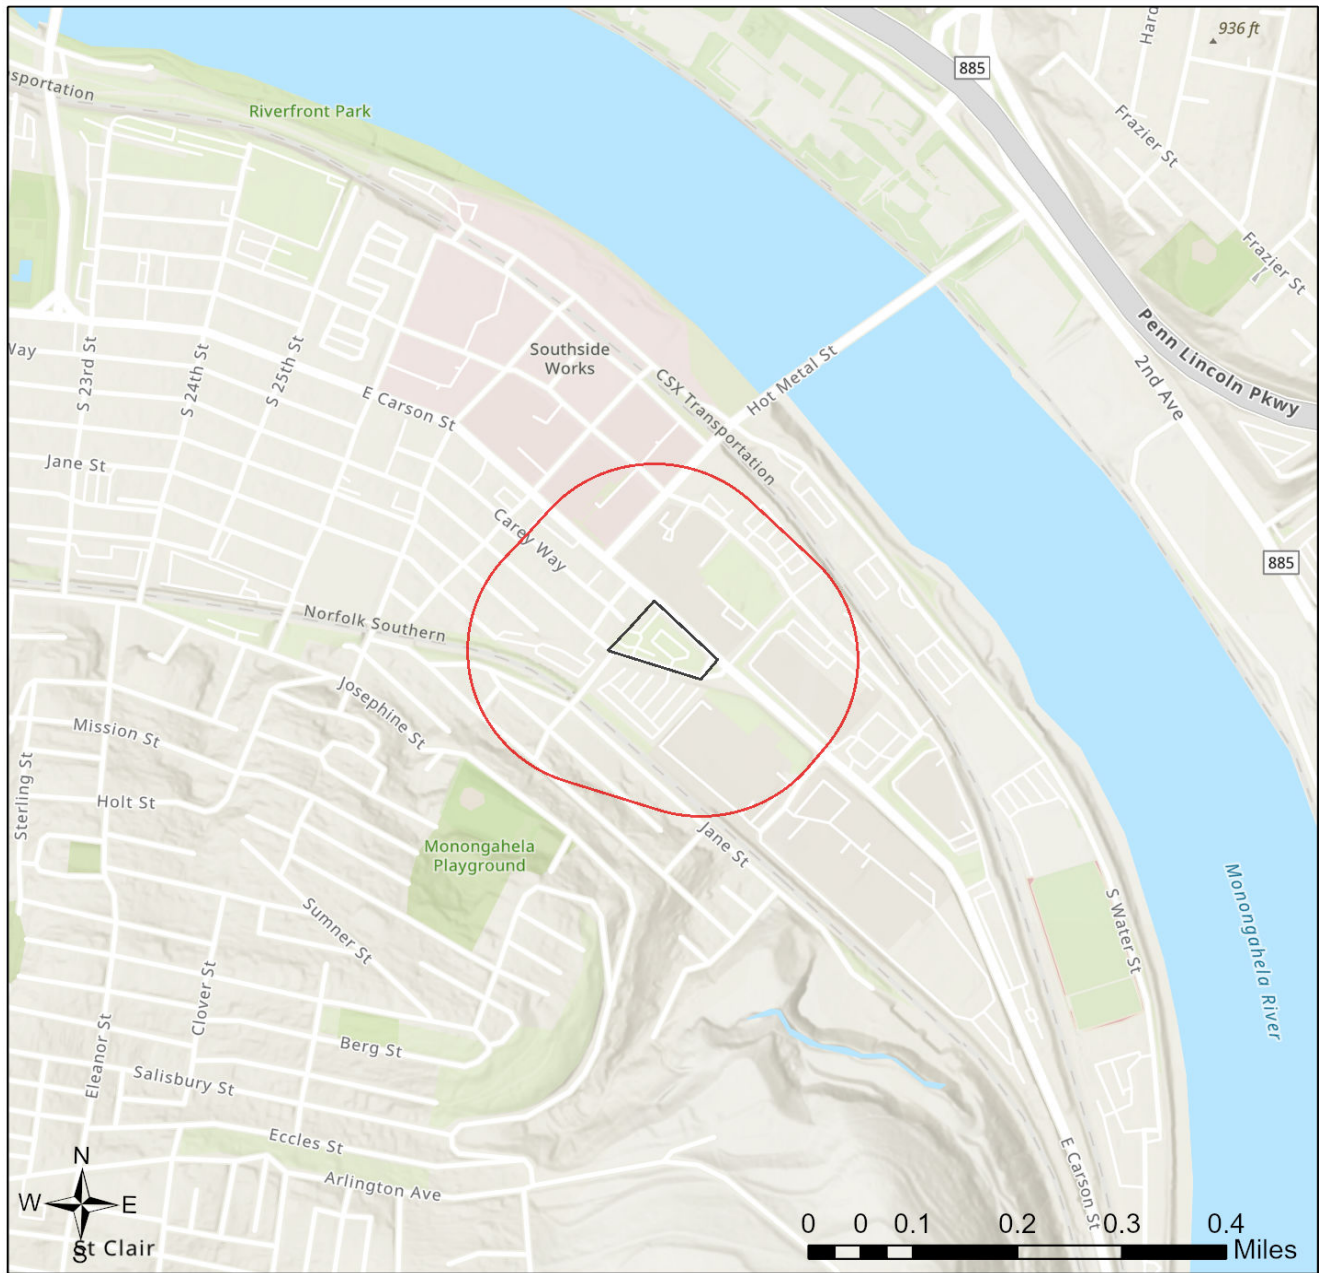 936 ft
Hard
885
sportation
Riverfront Park
Frazier St
Frazier St
Penn Lincoln Pkwy
2nd Ave
Way
S 23rd St
S 24th St
S 25th St
Southside
Works
E Carson St
CSX Transportation
Hot Metal St
Jane St
Carey Way
885
Norfolk Southern
Josephine St
Mission St
Sterling St
Holt St
Monongahela
Playground
Jane St
Sumner St
Clover St
S Water St
Monongahela River
Eleanor St
Berg St
Salisbury St
Eccles St
Arlington Ave
E Carson St
N
W
E
S
St Clair
0 0 0.1 0.2 0.3 0.4
Miles